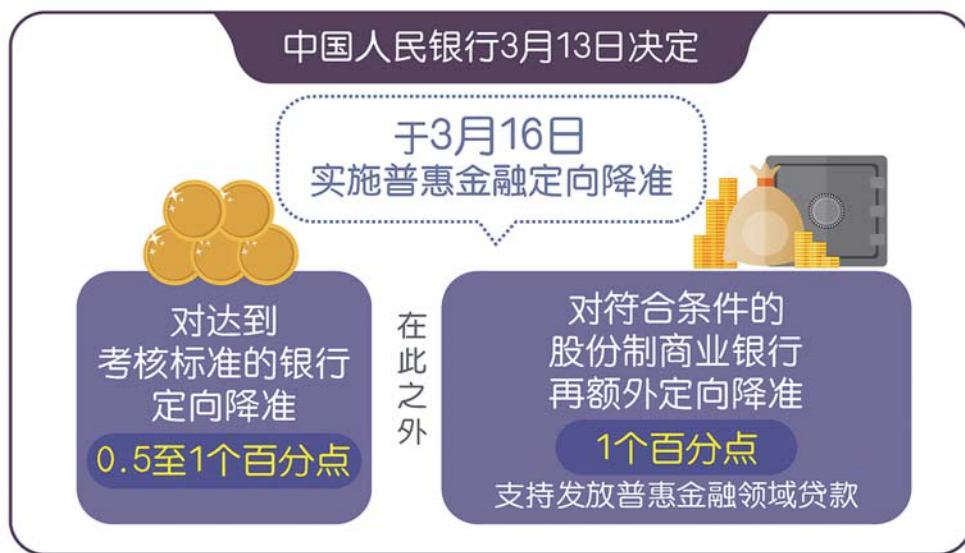 中国人民银行3月13日决定
于3月16日
实施普惠金融定向降准
对达到
考核标准的银行
定向降准
0.5至1个百分点
在此之外
对符合条件的
股份制商业银行
再额外定向降准
1个百分点
支持发放普惠金融领域贷款